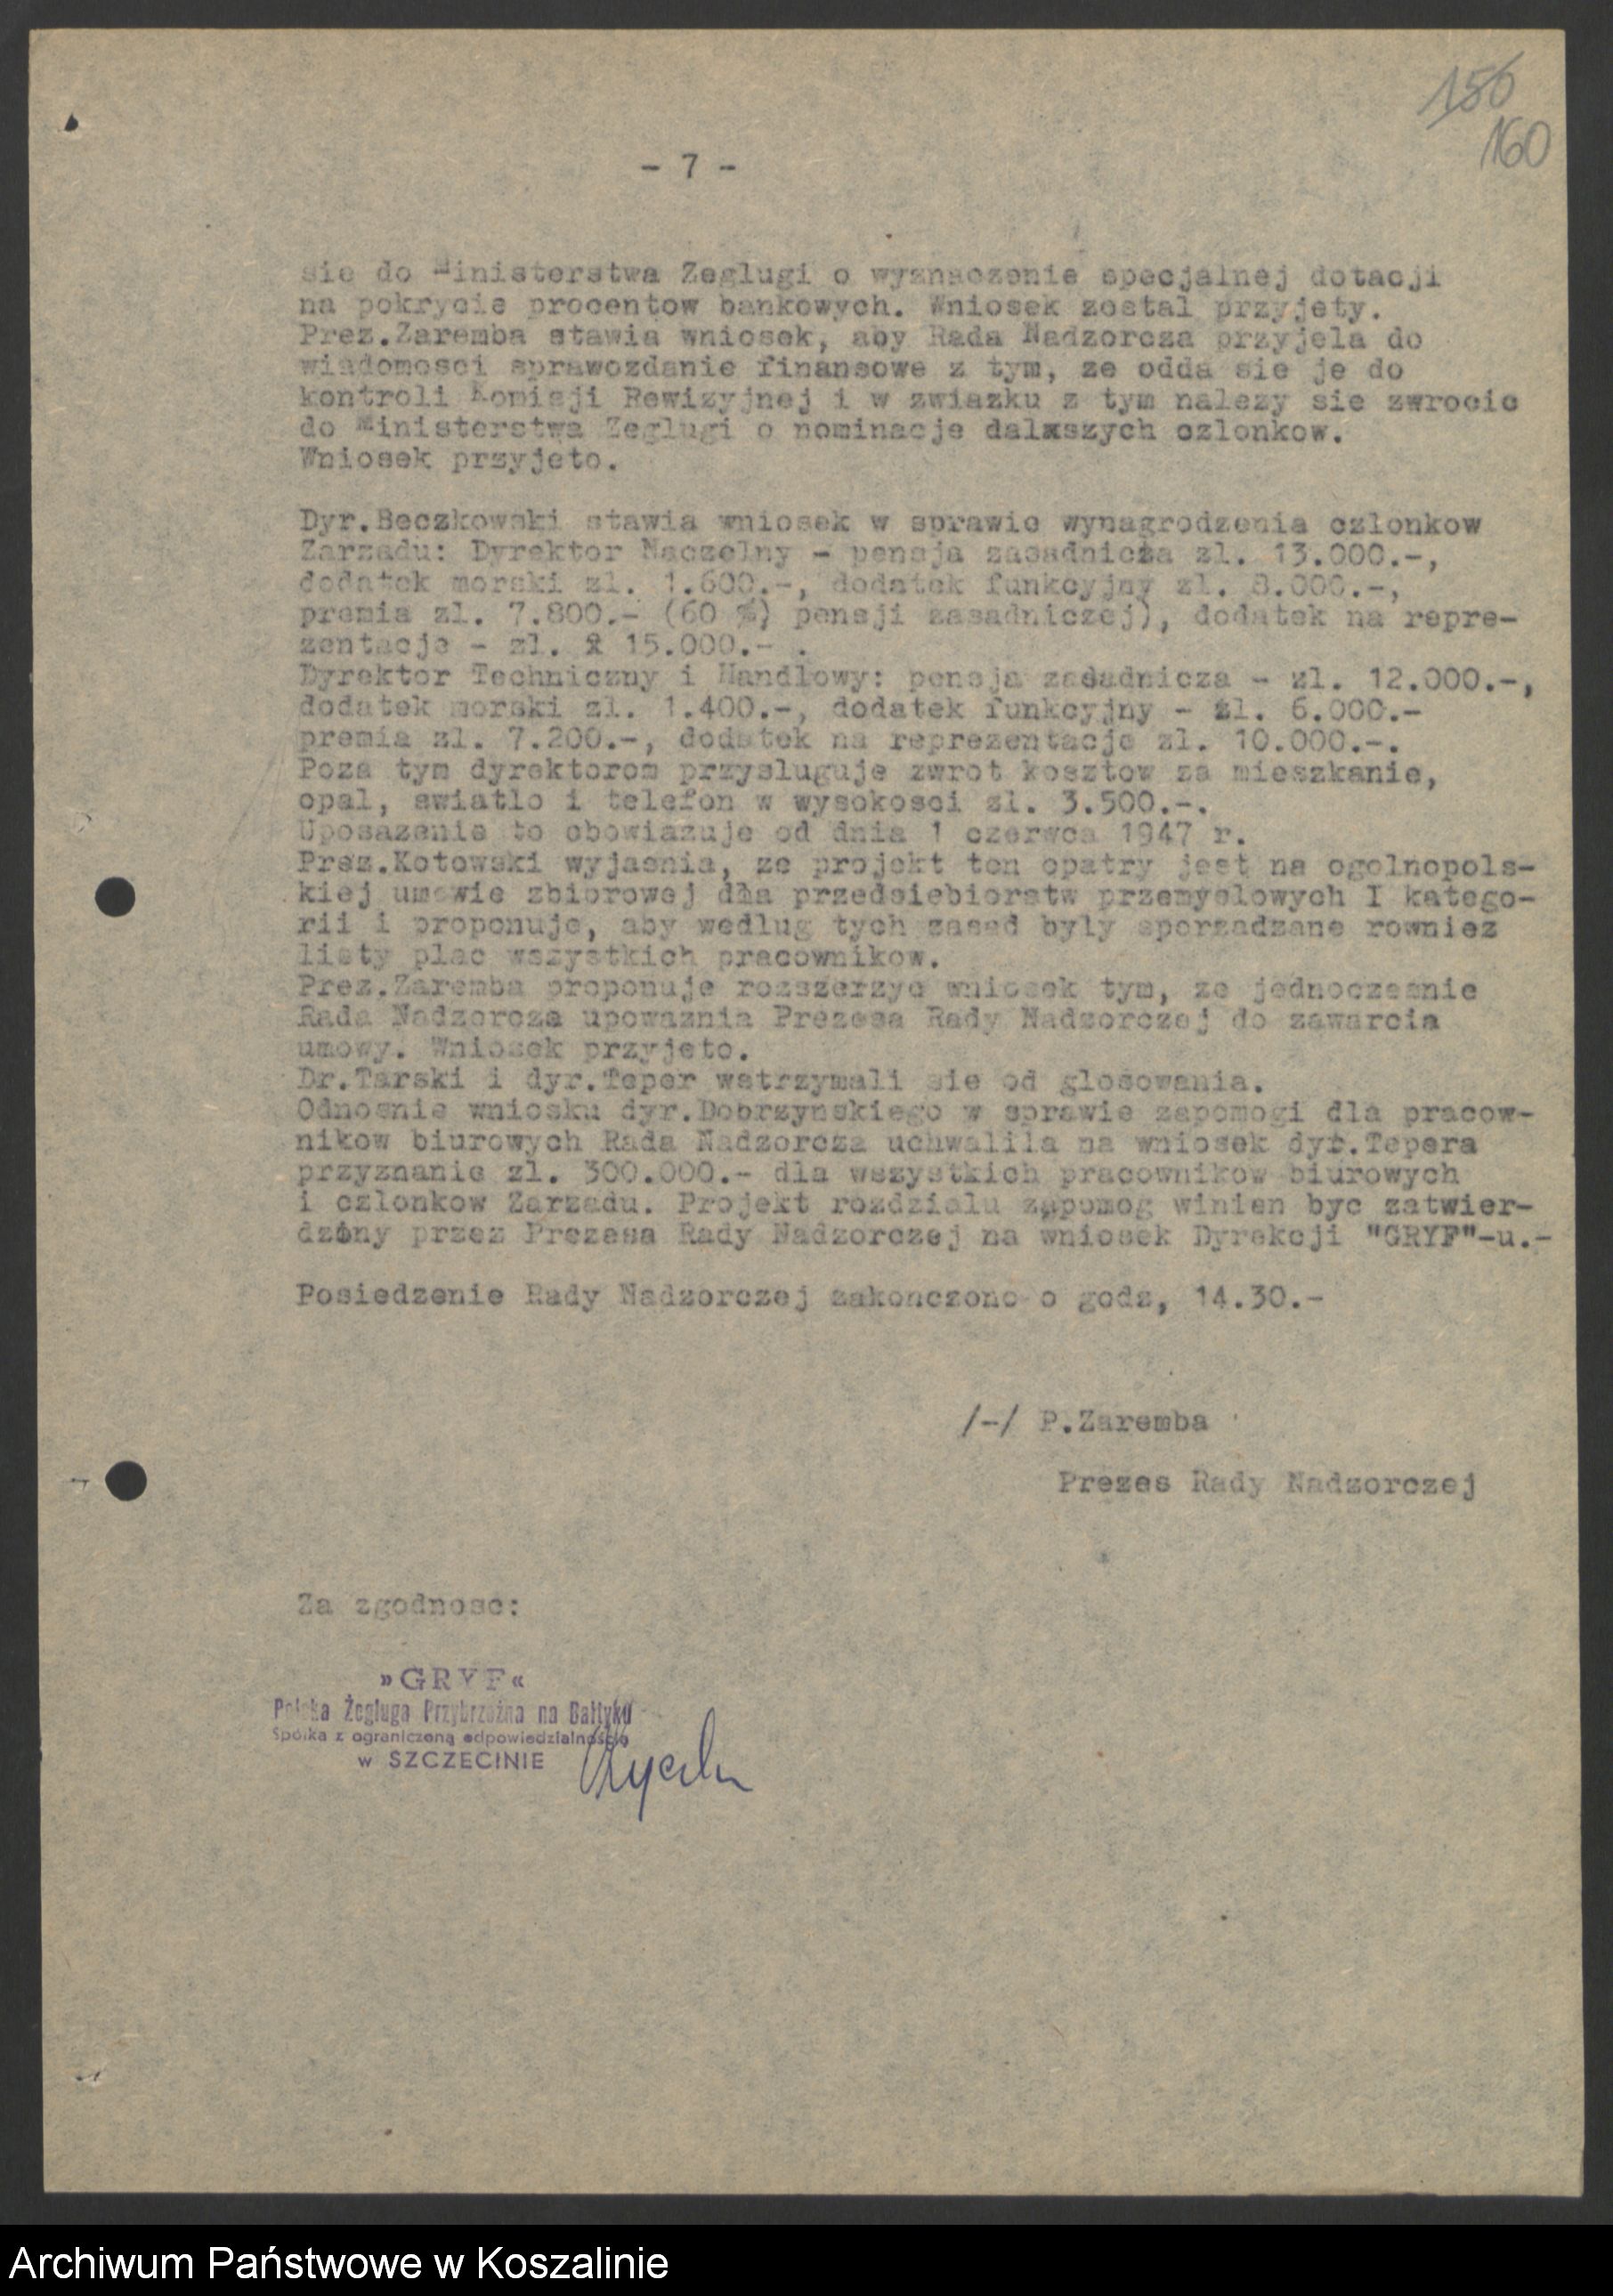 156
160
- 7 -
sie do Ministerstwa Zeglugi o wyznaczenie specjalnej dotacji
na pokrycie procentow bankowych. Wniosek zostal przyjety.
Prez.Zaremba stawia wniosek, aby Rada Nadzorcza przyjela do
wiadomosci sprawozdanie finansowe z tym, ze odda sie je do
kontroli Komisji Rewizyjnej i w zwiazku z tym nalezy sie zwrocic
do Ministerstwa Zeglugi o nominacje dalxszych czlonkow.
Wniosek przyjeto.
Dyr.Beczkowski stawia wniosek w sprawie wynagrodzenia czlonkow
Zarzadu: Dyrektor Naczelny - pensja zasadnicza zl. 13.000.-,
dodatek morski zl. 1.600.-, dodatek funkcyjny zl. 8.000.-,
premia zl. 7.800.- (60 %) pensji zasadniczej), dodatek na repre-
zentacje - zl. 15.000.- .
Dyrektor Techniczny i Handlowy: pensja zasadnicza - zl. 12.000.-,
dodatek morski zl. 1.400.-, dodatek funkcyjny - zl. 6.000.-
premia zl. 7.200.-, dodatek na reprezentacje zl. 10.000.-.
Poza tym dyrektorom przysluguje zwrot kosztow za mieszkanie,
opal, swiatlo i telefon w wysokosci zl. 3.500.-.
Uposazenie to obowiazuje od dnia 1 czerwca 1947 r.
Prez.Kotowski wyjasnia, ze projekt ten opatry jest na ogolnopols-
kiej umowie zbiorowej dla przedsiebiorstw przemyslowych I katego-
rii i proponuje, aby wedlug tych zasad byly sporzadzane rowniez
listy plac wszystkich pracownikow.
Prez.Zaremba proponuje rozszerzyc wniosek tym, ze jednoczesnie
Rada Nadzorcza upowaznia Prezesa Rady Nadzorczej do zawarcia
umowy. Wniosek przyjeto.
Dr.Tarski i dyr.Teper wstrzymali sie od glosowania.
Odnosnie wniosku dyr.Dobrzynskiego w sprawie zapomogi dla pracow-
nikow biurowych Rada Nadzorcza uchwalila na wniosek dyr.Tepera
przyznanie zl. 300.000.- dla wszystkich pracownikow biurowych
i czlonkow Zarzadu. Projekt rozdzialu zapomog winien byc zatwier-
dzony przez Prezesa Rady Nadzorczej na wniosek Dyrekcji "GRYF"-u.-
Posiedzenie Rady Nadzorczej zakonczono o godz, 14.30.-
/-/ P.Zaremba
Prezes Rady Nadzorczej
Za zgodnosc:
»GRYF«
Polska Żegluga Przybrzeżna na Bałtyku
Spółka z ograniczoną odpowiedzialnością
w SZCZECINIE
Archiwum Państwowe w Koszalinie